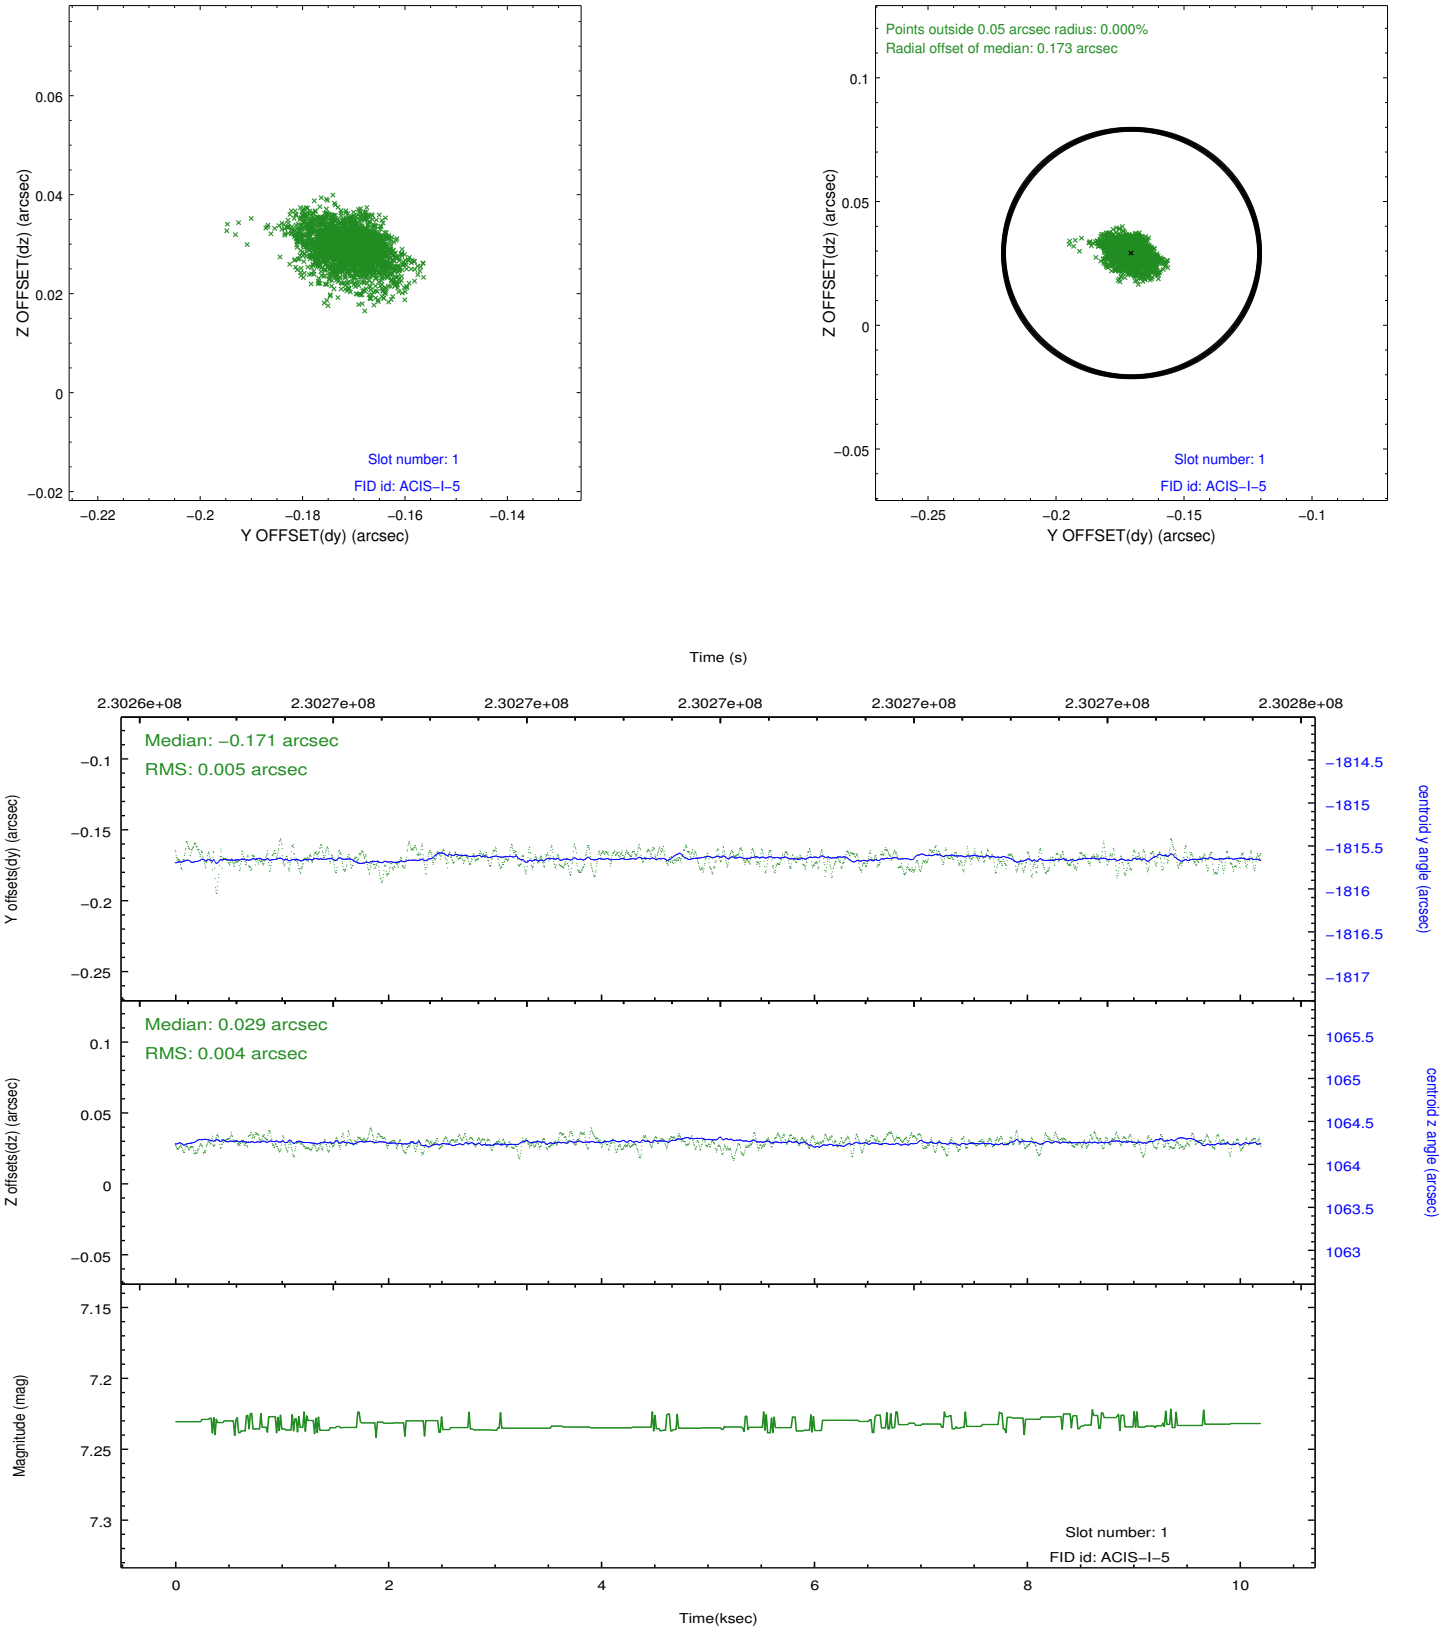 0.06
0.04
0.02
0
−0.02
Z OFFSET(dz) (arcsec)
Slot number: 1
FID id: ACIS−I−5
−0.22 −0.2 −0.18 −0.16 −0.14
Y OFFSET(dy) (arcsec)
Points outside 0.05 arcsec radius: 0.000%
Radial offset of median: 0.173 arcsec
0.1
0.05
0
−0.05
Z OFFSET(dz) (arcsec)
Slot number: 1
FID id: ACIS−I−5
−0.25 −0.2 −0.15 −0.1
Y OFFSET(dy) (arcsec)
Time (s)
2.3026e+08 2.3027e+08 2.3027e+08 2.3027e+08 2.3027e+08 2.3027e+08 2.3028e+08
Median: −0.171 arcsec
RMS: 0.005 arcsec
−0.1
−0.15
−0.2
−0.25
Y offsets(dy) (arcsec)
−1814.5
−1815
−1815.5
−1816
−1816.5
−1817
centroid y angle (arcsec)
Median: 0.029 arcsec
RMS: 0.004 arcsec
0.1
0.05
0
−0.05
Z offsets(dz) (arcsec)
1065.5
1065
1064.5
1064
1063.5
1063
centroid z angle (arcsec)
7.15
7.2
7.25
7.3
Magnitude (mag)
Slot number: 1
FID id: ACIS−I−5
0 2 4 6 8 10
Time(ksec)